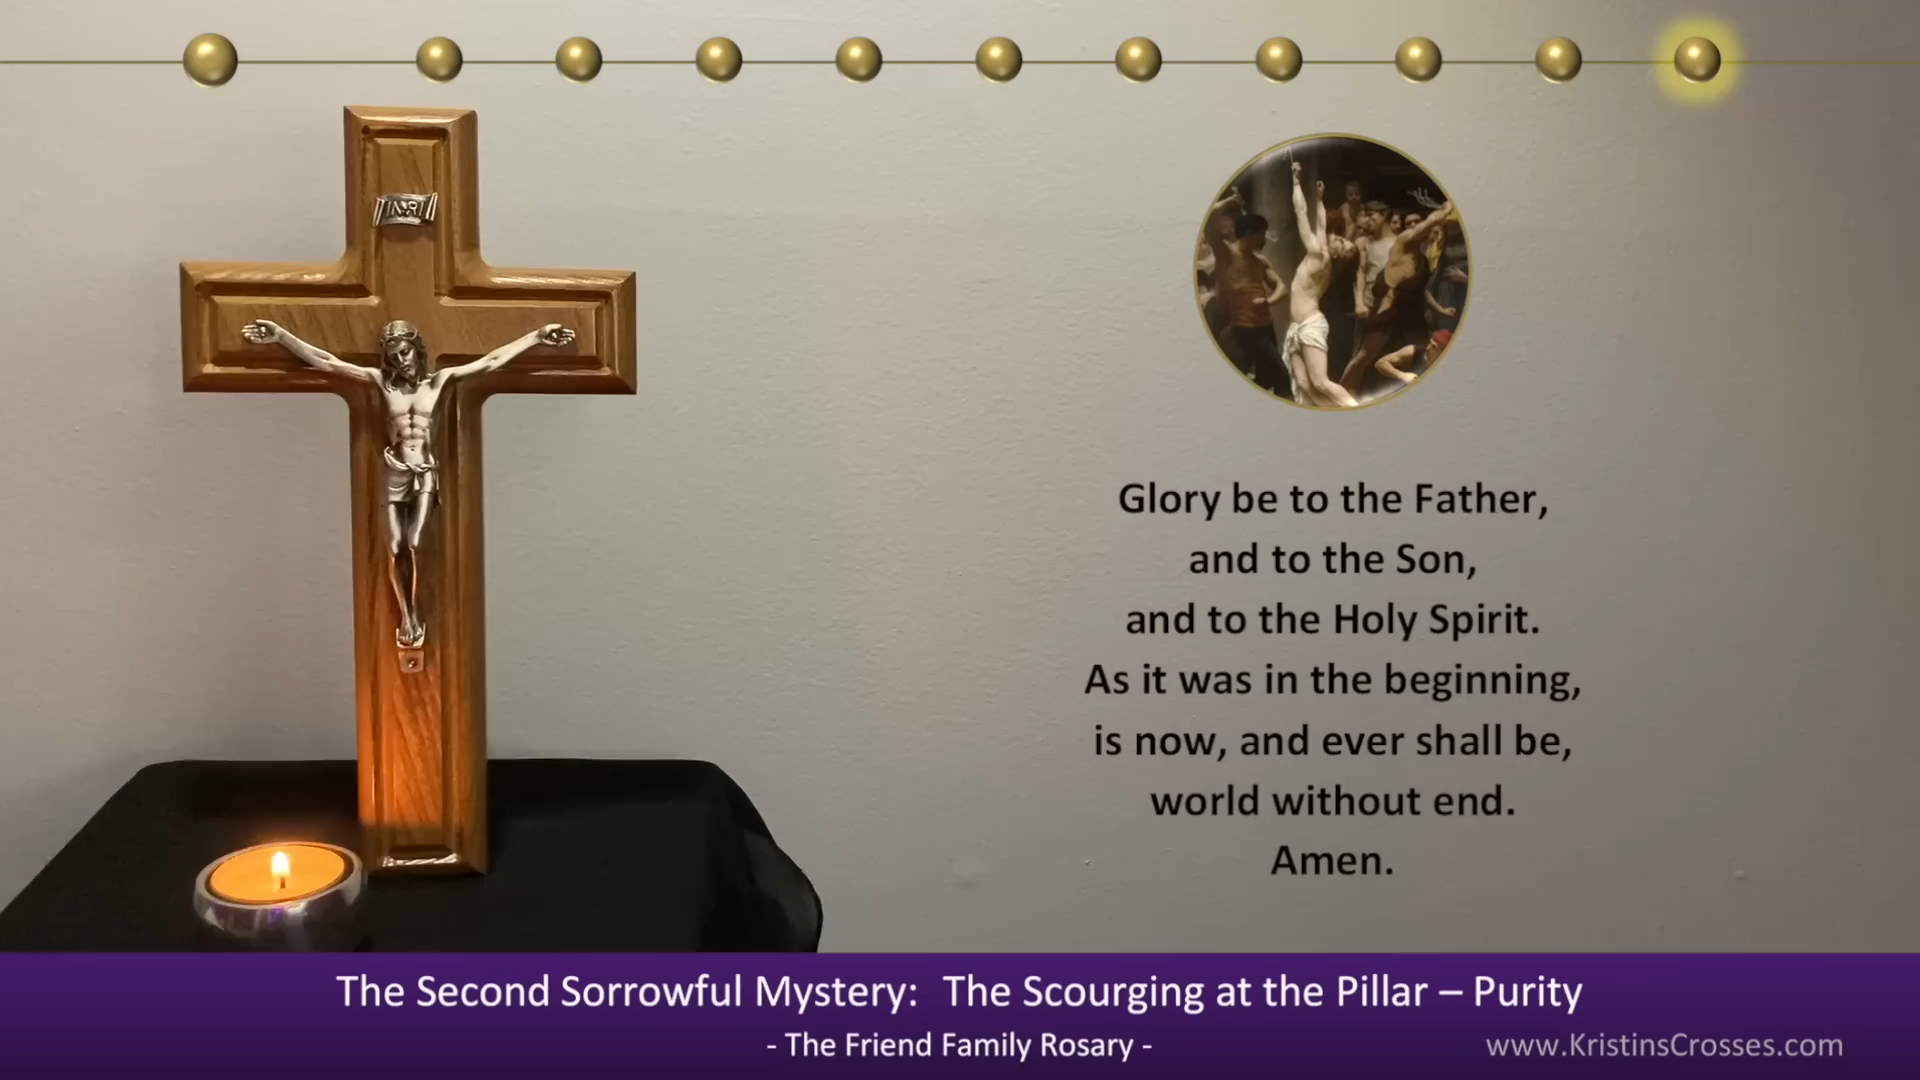 INRI
Glory be to the Father,
and to the Son,
and to the Holy Spirit.
As it was in the beginning,
is now, and ever shall be,
world without end.
Amen.
The Second Sorrowful Mystery:  The Scourging at the Pillar – Purity
- The Friend Family Rosary -
www.KristinsCrosses.com